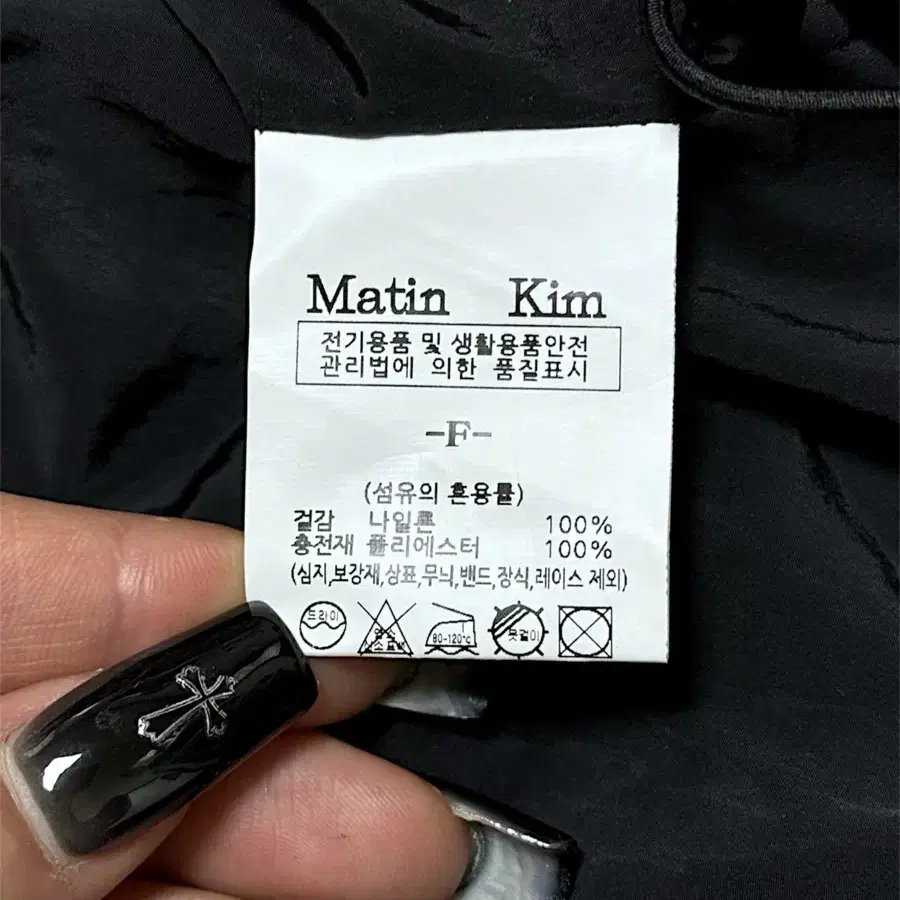 Matin Kim
전기용품 및 생활용품안전
관리법에 의한 품질표시
-F-
(섬유의 혼용률)
겉감 나일론 100%
충전재 폴리에스터 100%
(심지,보강재,상표,무늬,밴드,장식,레이스 제외)
드라이
80-120℃
옷걸이